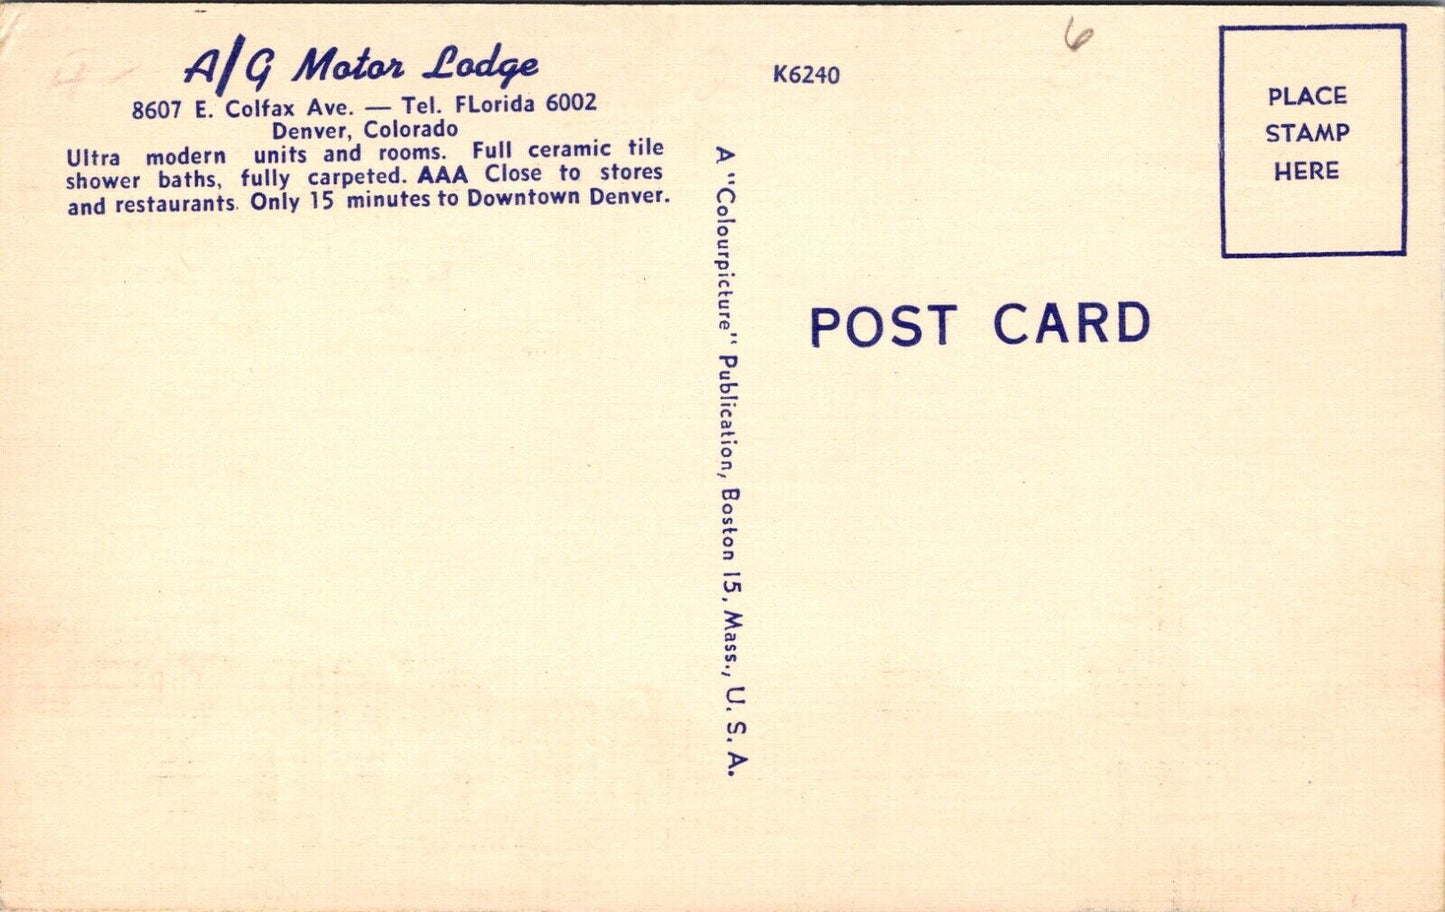 A/G Motor Lodge
8607 E. Colfax Ave. — Tel. FLorida 6002
Denver, Colorado
Ultra modern units and rooms. Full ceramic tile
shower baths, fully carpeted. AAA Close to stores
and restaurants. Only 15 minutes to Downtown Denver.
A "Colourpicture" Publication, Boston 15, Mass., U. S. A.
K6240
6
PLACE
STAMP
HERE
POST CARD